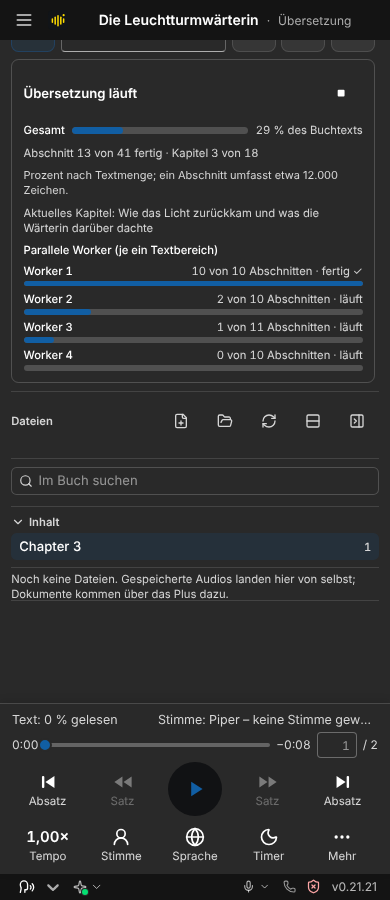 Die Leuchtturmwärterin · Übersetzung
Übersetzung läuft
Gesamt 29 % des Buchtexts
Abschnitt 13 von 41 fertig · Kapitel 3 von 18
Prozent nach Textmenge; ein Abschnitt umfasst etwa 12.000
Zeichen.
Aktuelles Kapitel: Wie das Licht zurückkam und was die
Wärterin darüber dachte
Parallele Worker (je ein Textbereich)
Worker 1 10 von 10 Abschnitten · fertig ✓
Worker 2 2 von 10 Abschnitten · läuft
Worker 3 1 von 11 Abschnitten · läuft
Worker 4 0 von 10 Abschnitten · läuft
Dateien
Im Buch suchen
Inhalt
Chapter 3 1
Noch keine Dateien. Gespeicherte Audios landen hier von selbst;
Dokumente kommen über das Plus dazu.
Text: 0 % gelesen Stimme: Piper – keine Stimme gew...
0:00 −0:08 1 / 2
Absatz Satz Satz Absatz
1,00×
Tempo Stimme Sprache Timer Mehr
v0.21.21